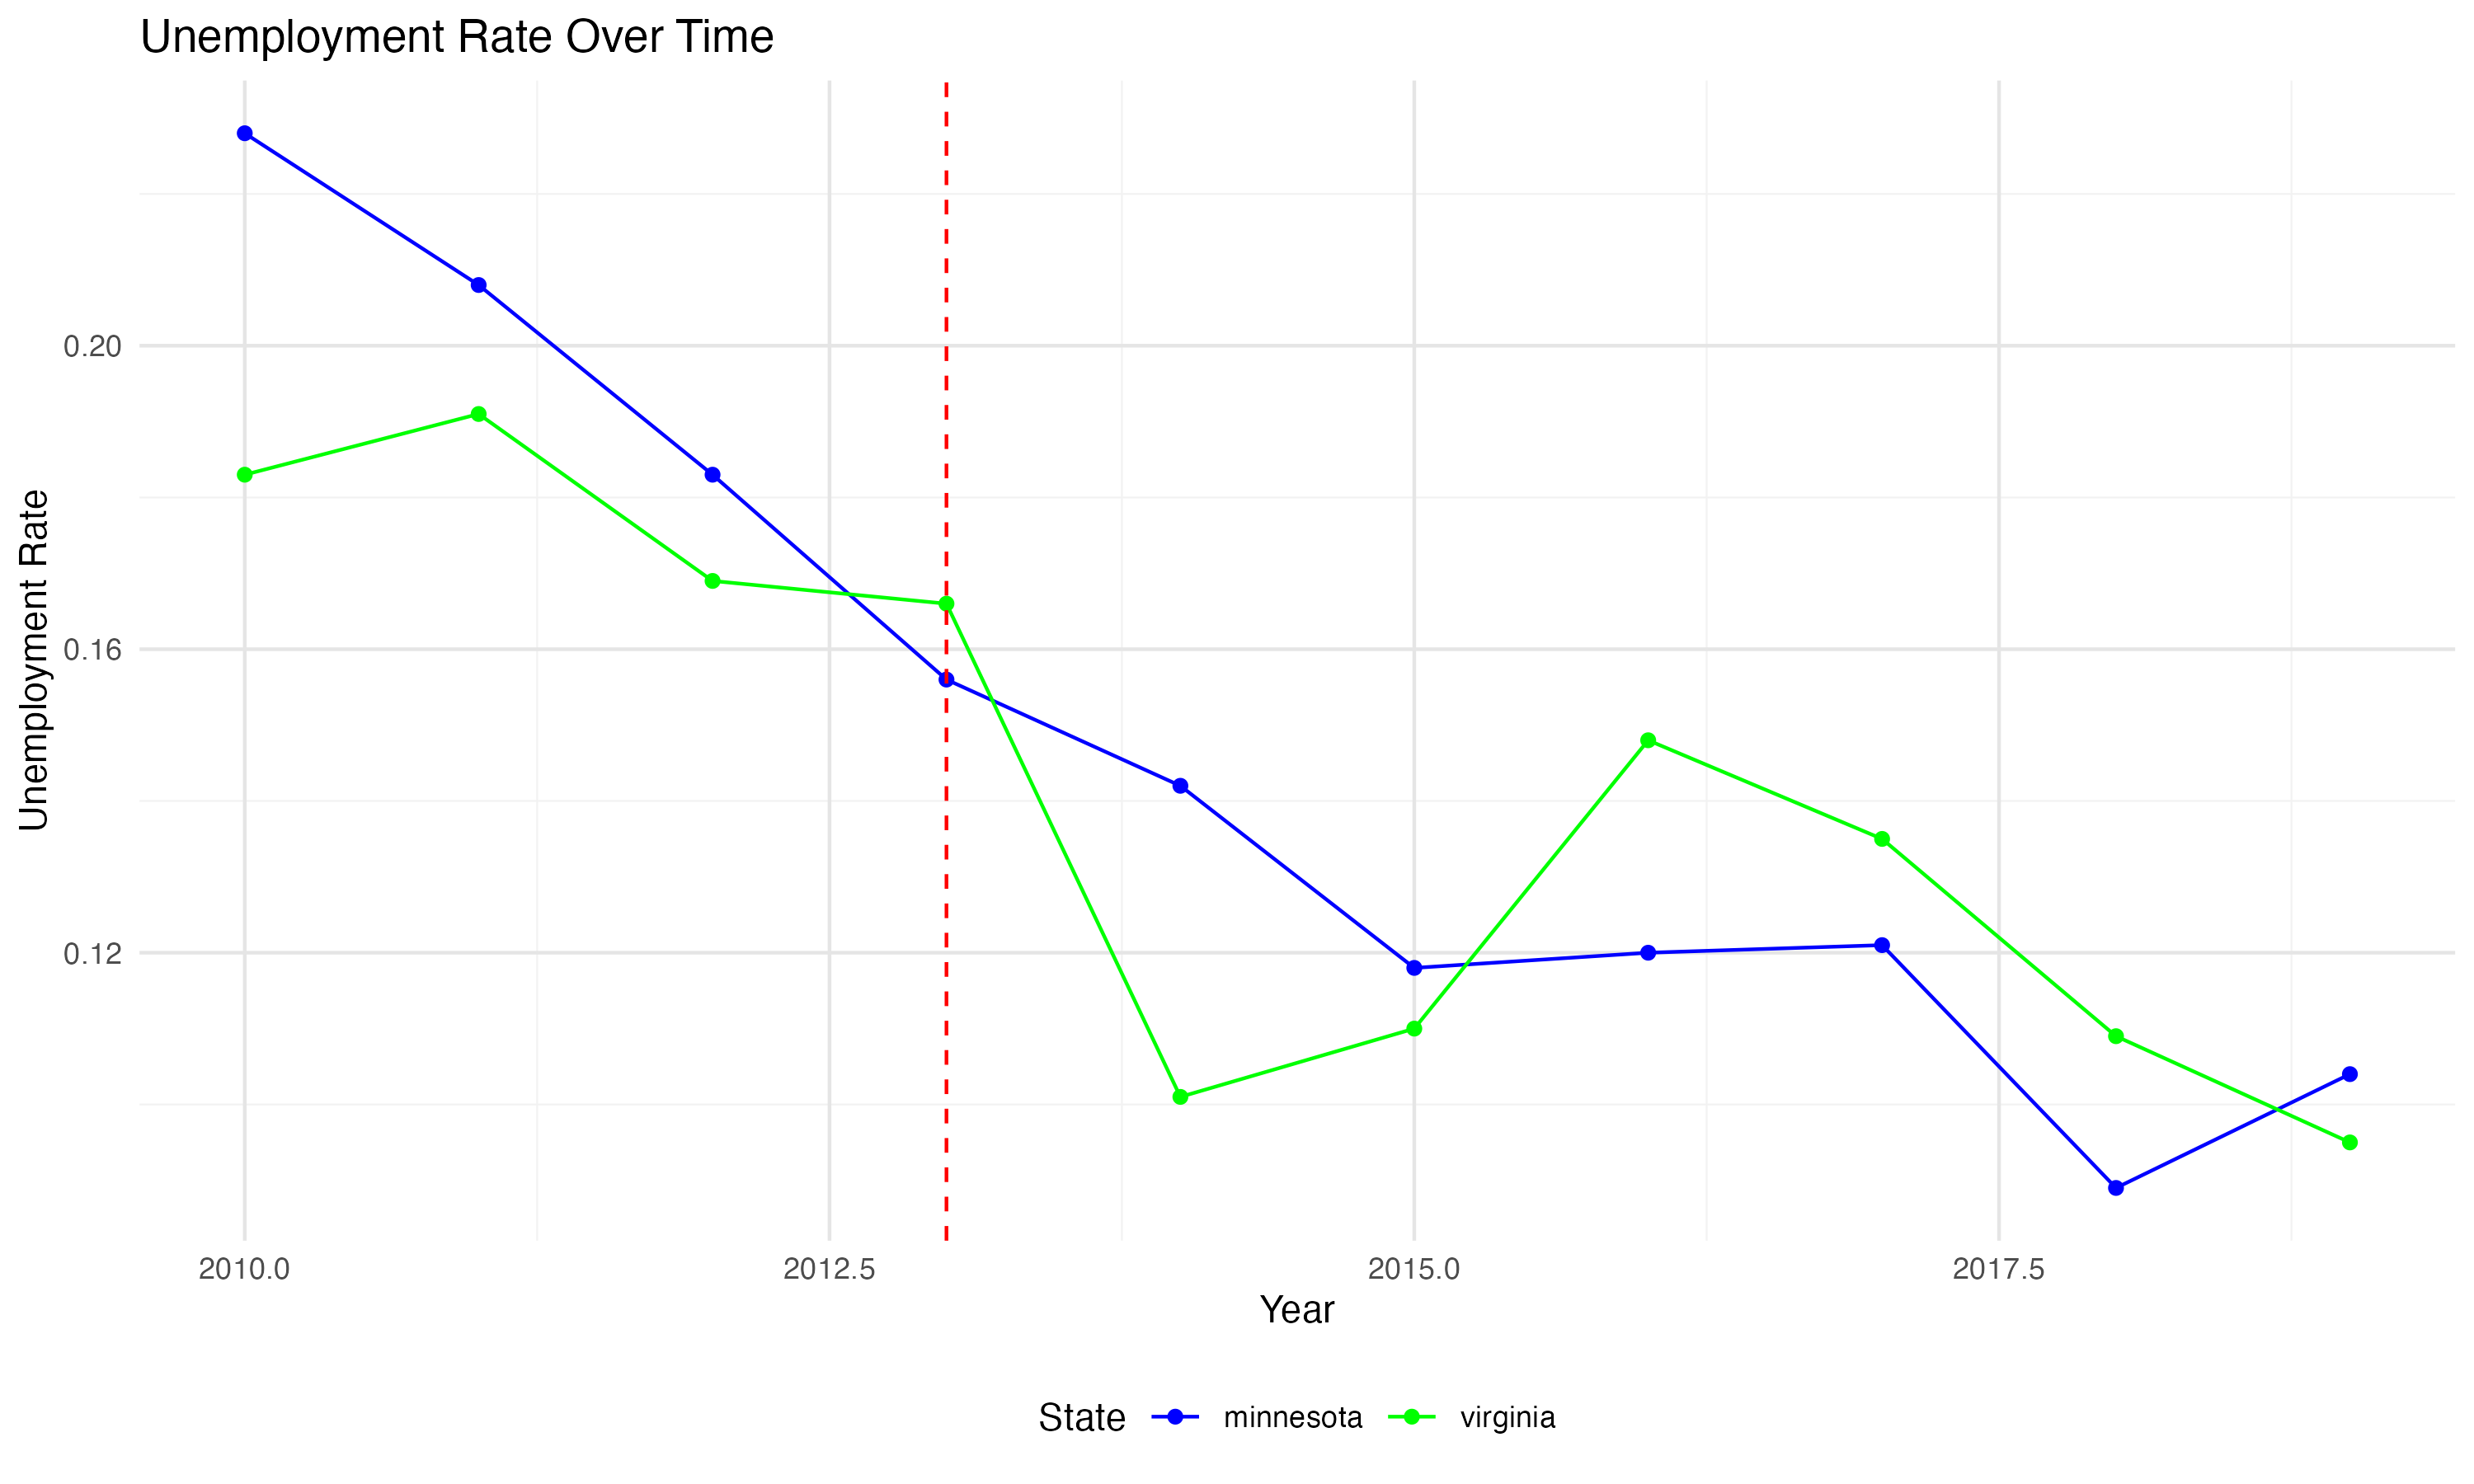 Unemployment Rate Over Time
Unemployment Rate
0.20
0.16
0.12
2010.0 2012.5 2015.0 2017.5
Year
State minnesota virginia